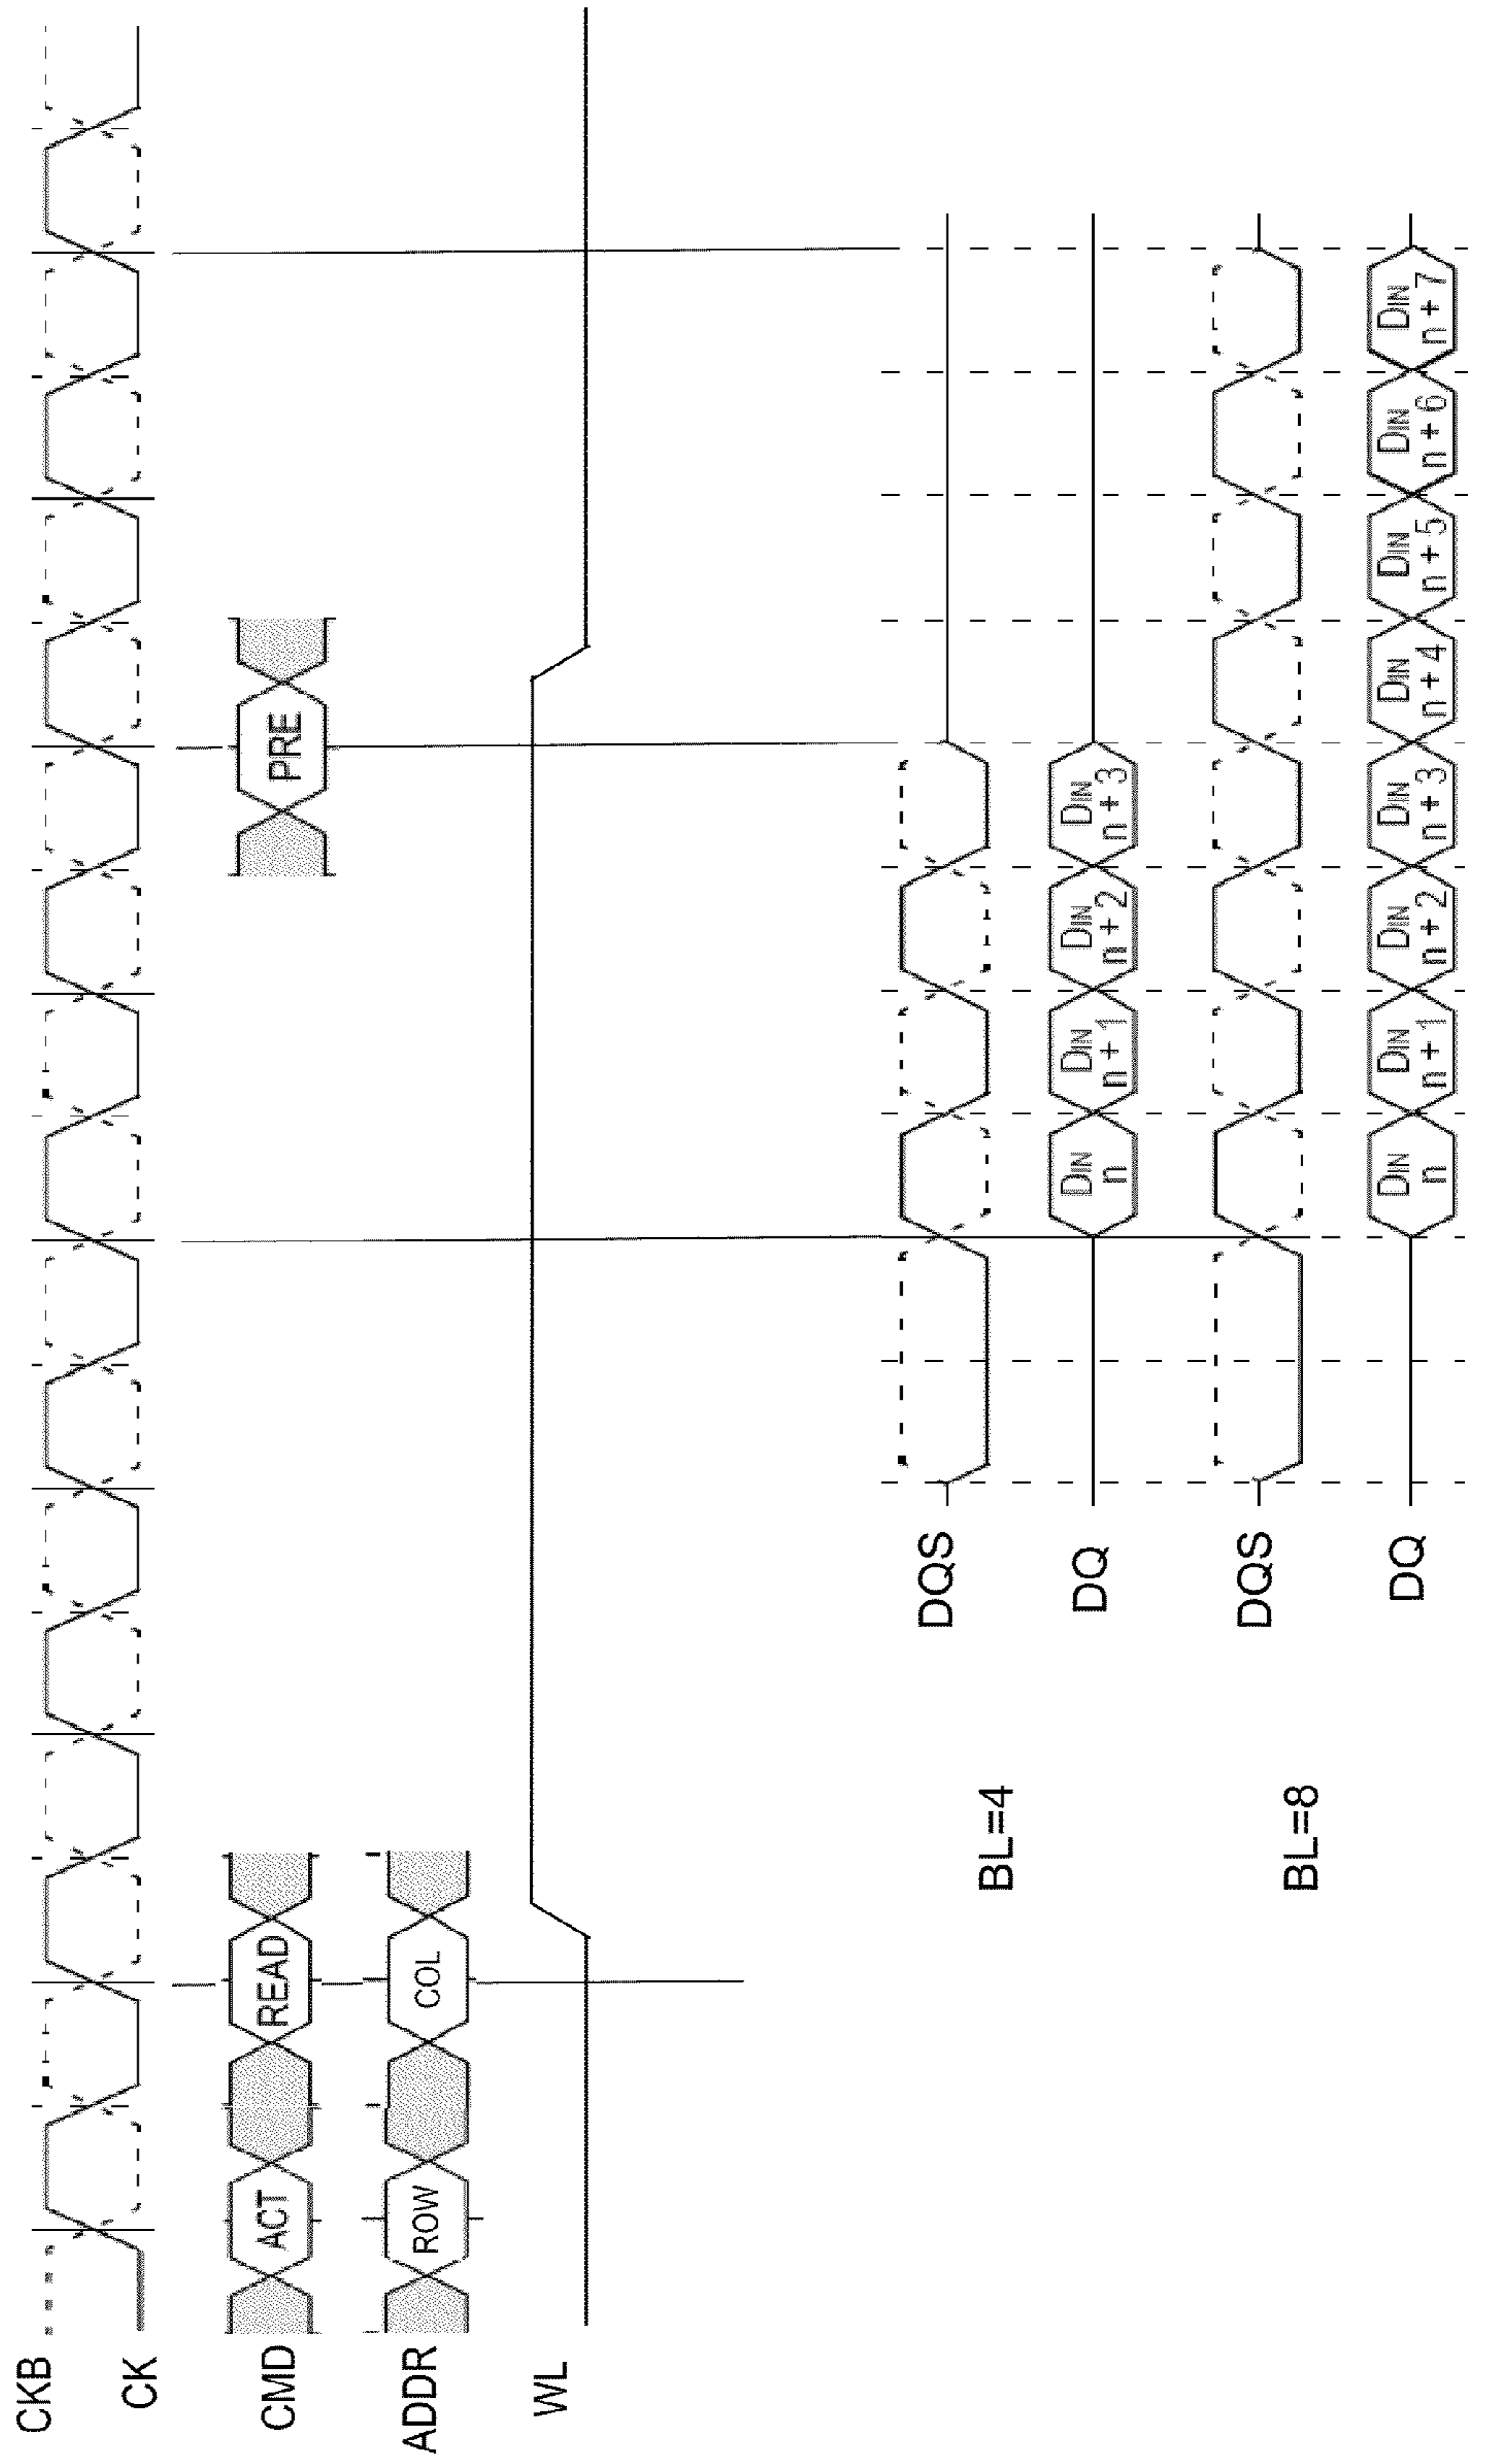 CKB
CK
CMD ACT READ PRE
ADDR ROW COL
WL
BL=4
DQS
DQ DIN n DIN n + 1 DIN n + 2 DIN n + 3
BL=8
DQS
DQ DIN n DIN n + 1 DIN n + 2 DIN n + 3 DIN n + 4 DIN n + 5 DIN n + 6 DIN n + 7